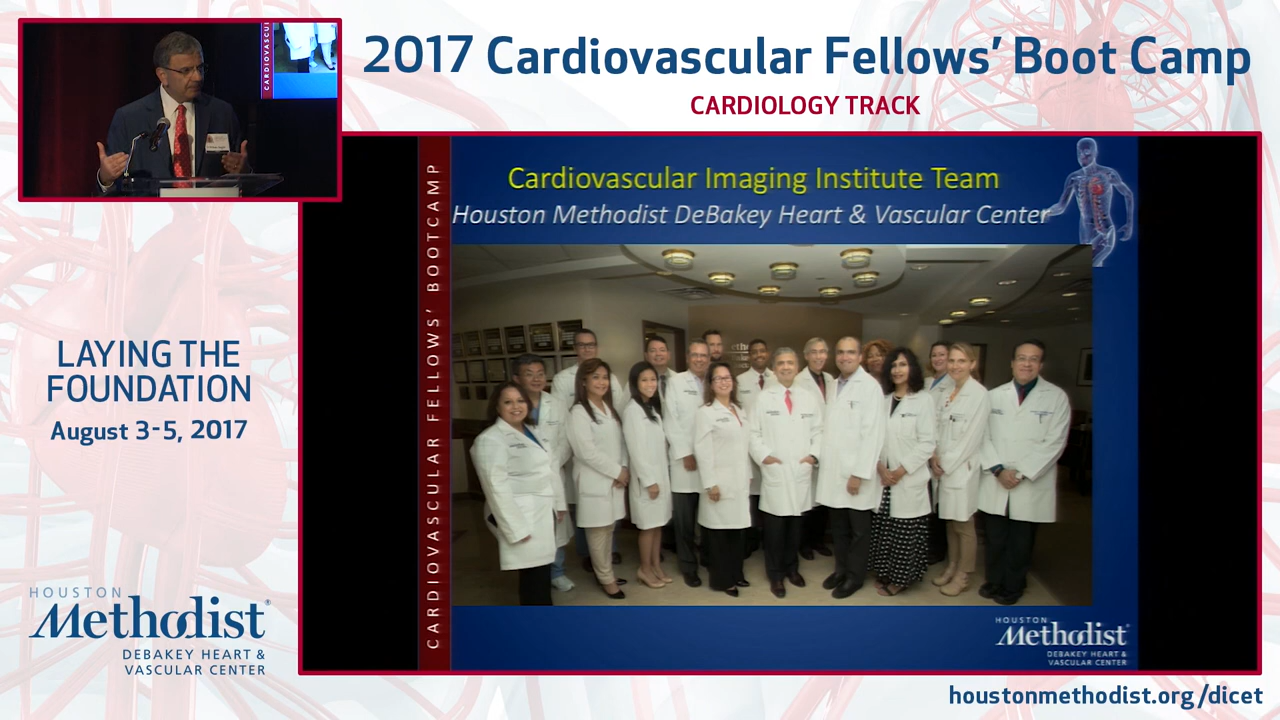 2017 Cardiovascular Fellows’ Boot Camp
CARDIOLOGY TRACK
CARDIOVASCULAR FELLOWS’ BOOTCAMP
Cardiovascular Imaging Institute Team
Houston Methodist DeBakey Heart & Vascular Center
LAYING THE
FOUNDATION
August 3-5, 2017
HOUSTON
Methodist®
DEBAKEY HEART &
VASCULAR CENTER
HOUSTON
Methodist
DEBAKEY HEART &
VASCULAR CENTER
houstonmethodist.org/dicet